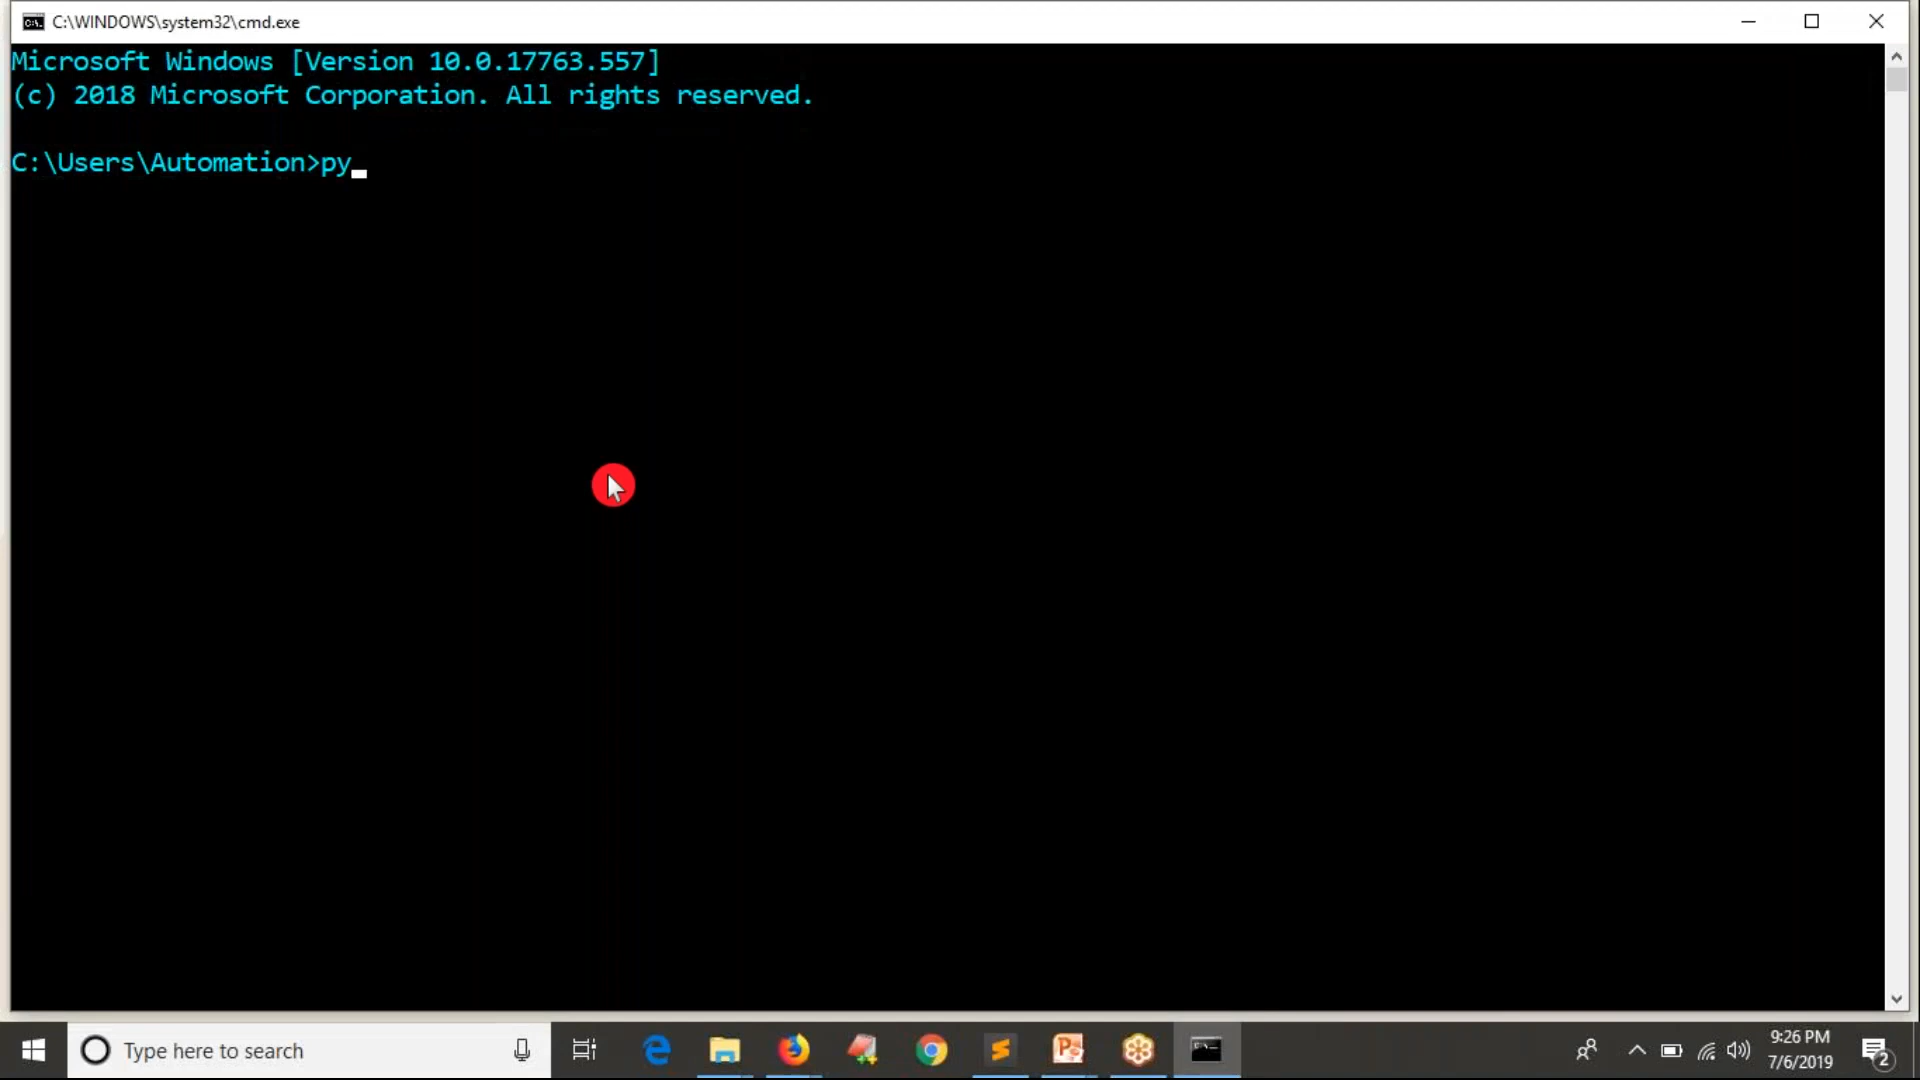 C:\WINDOWS\system32\cmd.exe
Microsoft Windows [Version 10.0.17763.557]
(c) 2018 Microsoft Corporation. All rights reserved.
C:\Users\Automation>py
Type here to search
9:26 PM
7/6/2019
2